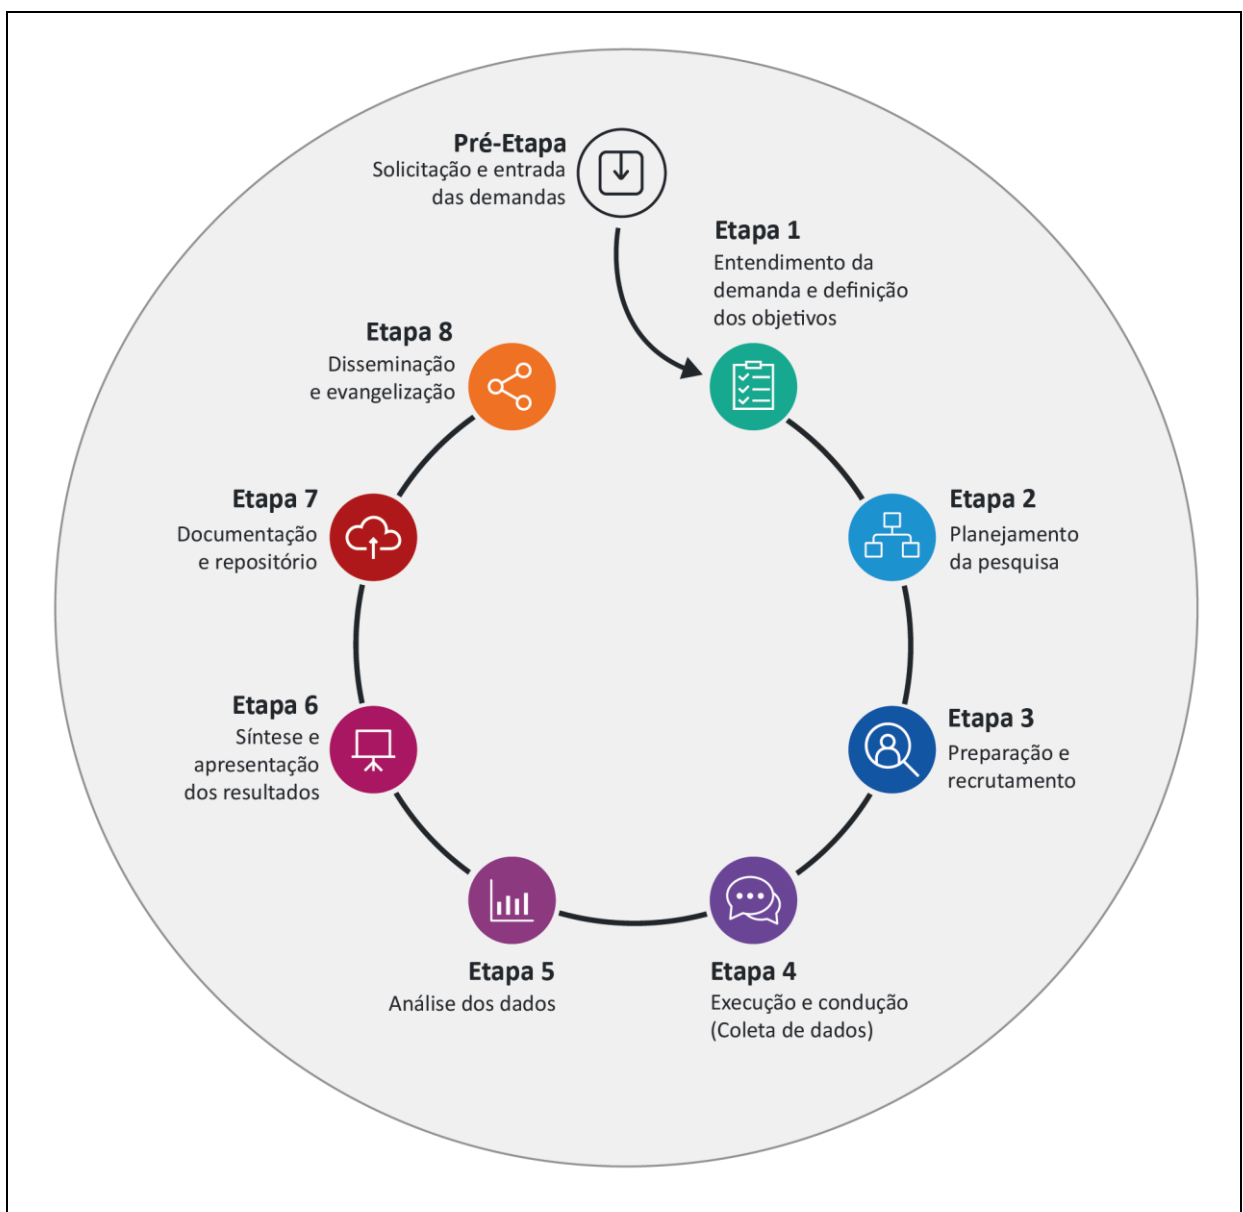 Pré-Etapa
Solicitação e entrada
das demandas
Etapa 1
Entendimento da
demanda e definição
dos objetivos
Etapa 2
Planejamento
da pesquisa
Etapa 3
Preparação e
recrutamento
Etapa 4
Execução e condução
(Coleta de dados)
Etapa 5
Análise dos dados
Etapa 6
Síntese e
apresentação
dos resultados
Etapa 7
Documentação
e repositório
Etapa 8
Disseminação
e evangelização